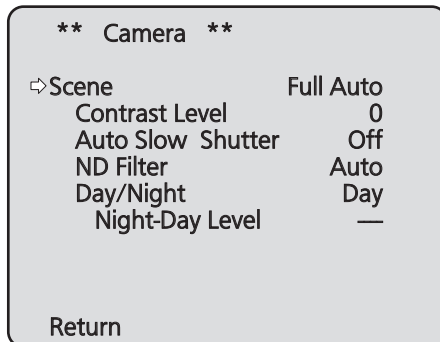 ** Camera **
⇨Scene Full Auto
Contrast Level 0
Auto Slow Shutter Off
ND Filter Auto
Day/Night Day
Night-Day Level —
Return